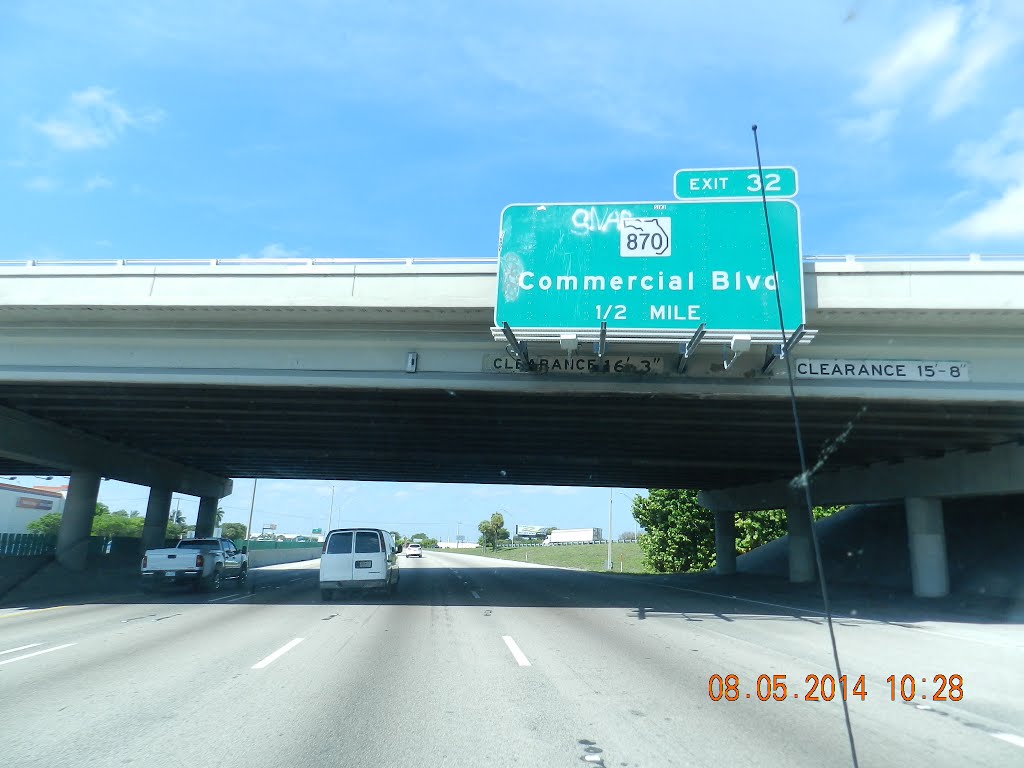 EXIT 32
870
Commercial Blvd
1/2 MILE
CLEARANCE 16'-3"
CLEARANCE 15'-8"
08.05.2014 10:28